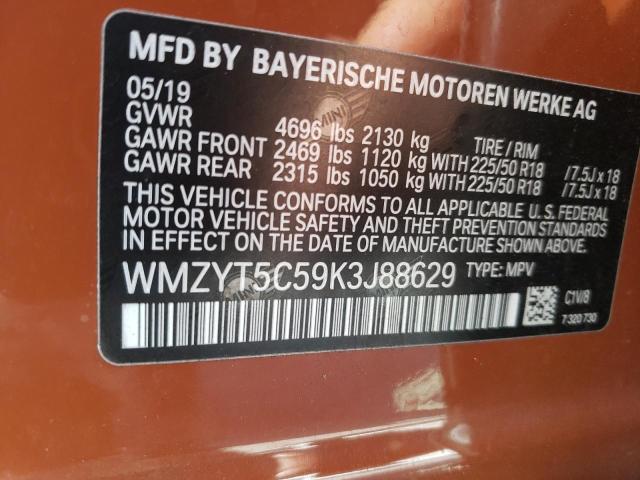 MFD BY BAYERISCHE MOTOREN WERKE AG
05/19
GVWR 4696 lbs 2130 kg TIRE / RIM
GAWR FRONT 2469 lbs 1120 kg WITH 225/50 R18 / 7.5J x 18
GAWR REAR 2315 lbs 1050 kg WITH 225/50 R18 / 7.5J x 18
THIS VEHICLE CONFORMS TO ALL APPLICABLE U.S. FEDERAL
MOTOR VEHICLE SAFETY AND THEFT PREVENTION STANDARDS
IN EFFECT ON THE DATE OF MANUFACTURE SHOWN ABOVE.
WMZYT5C59K3J88629 TYPE: MPV
C1V/8
7 320 730
MINI